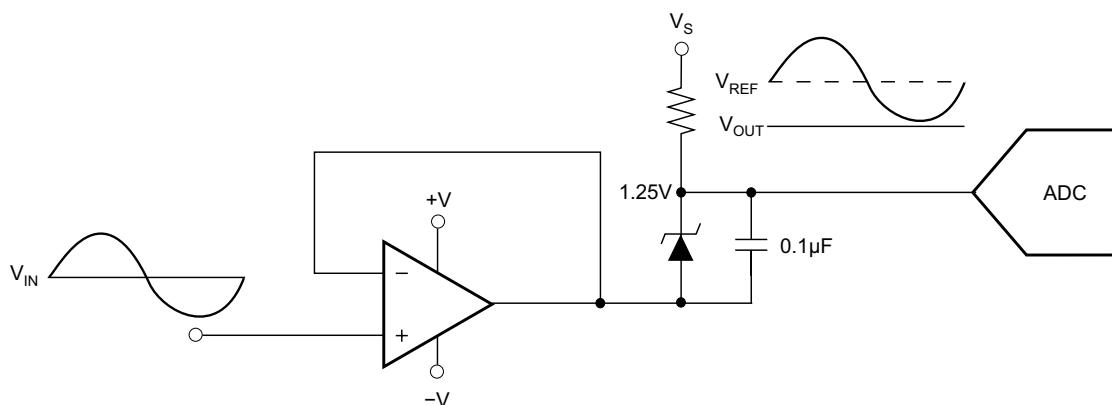 V_S
V_REF
V_OUT
1.25V
ADC
+V
V_IN
−
0.1µF
+
−V